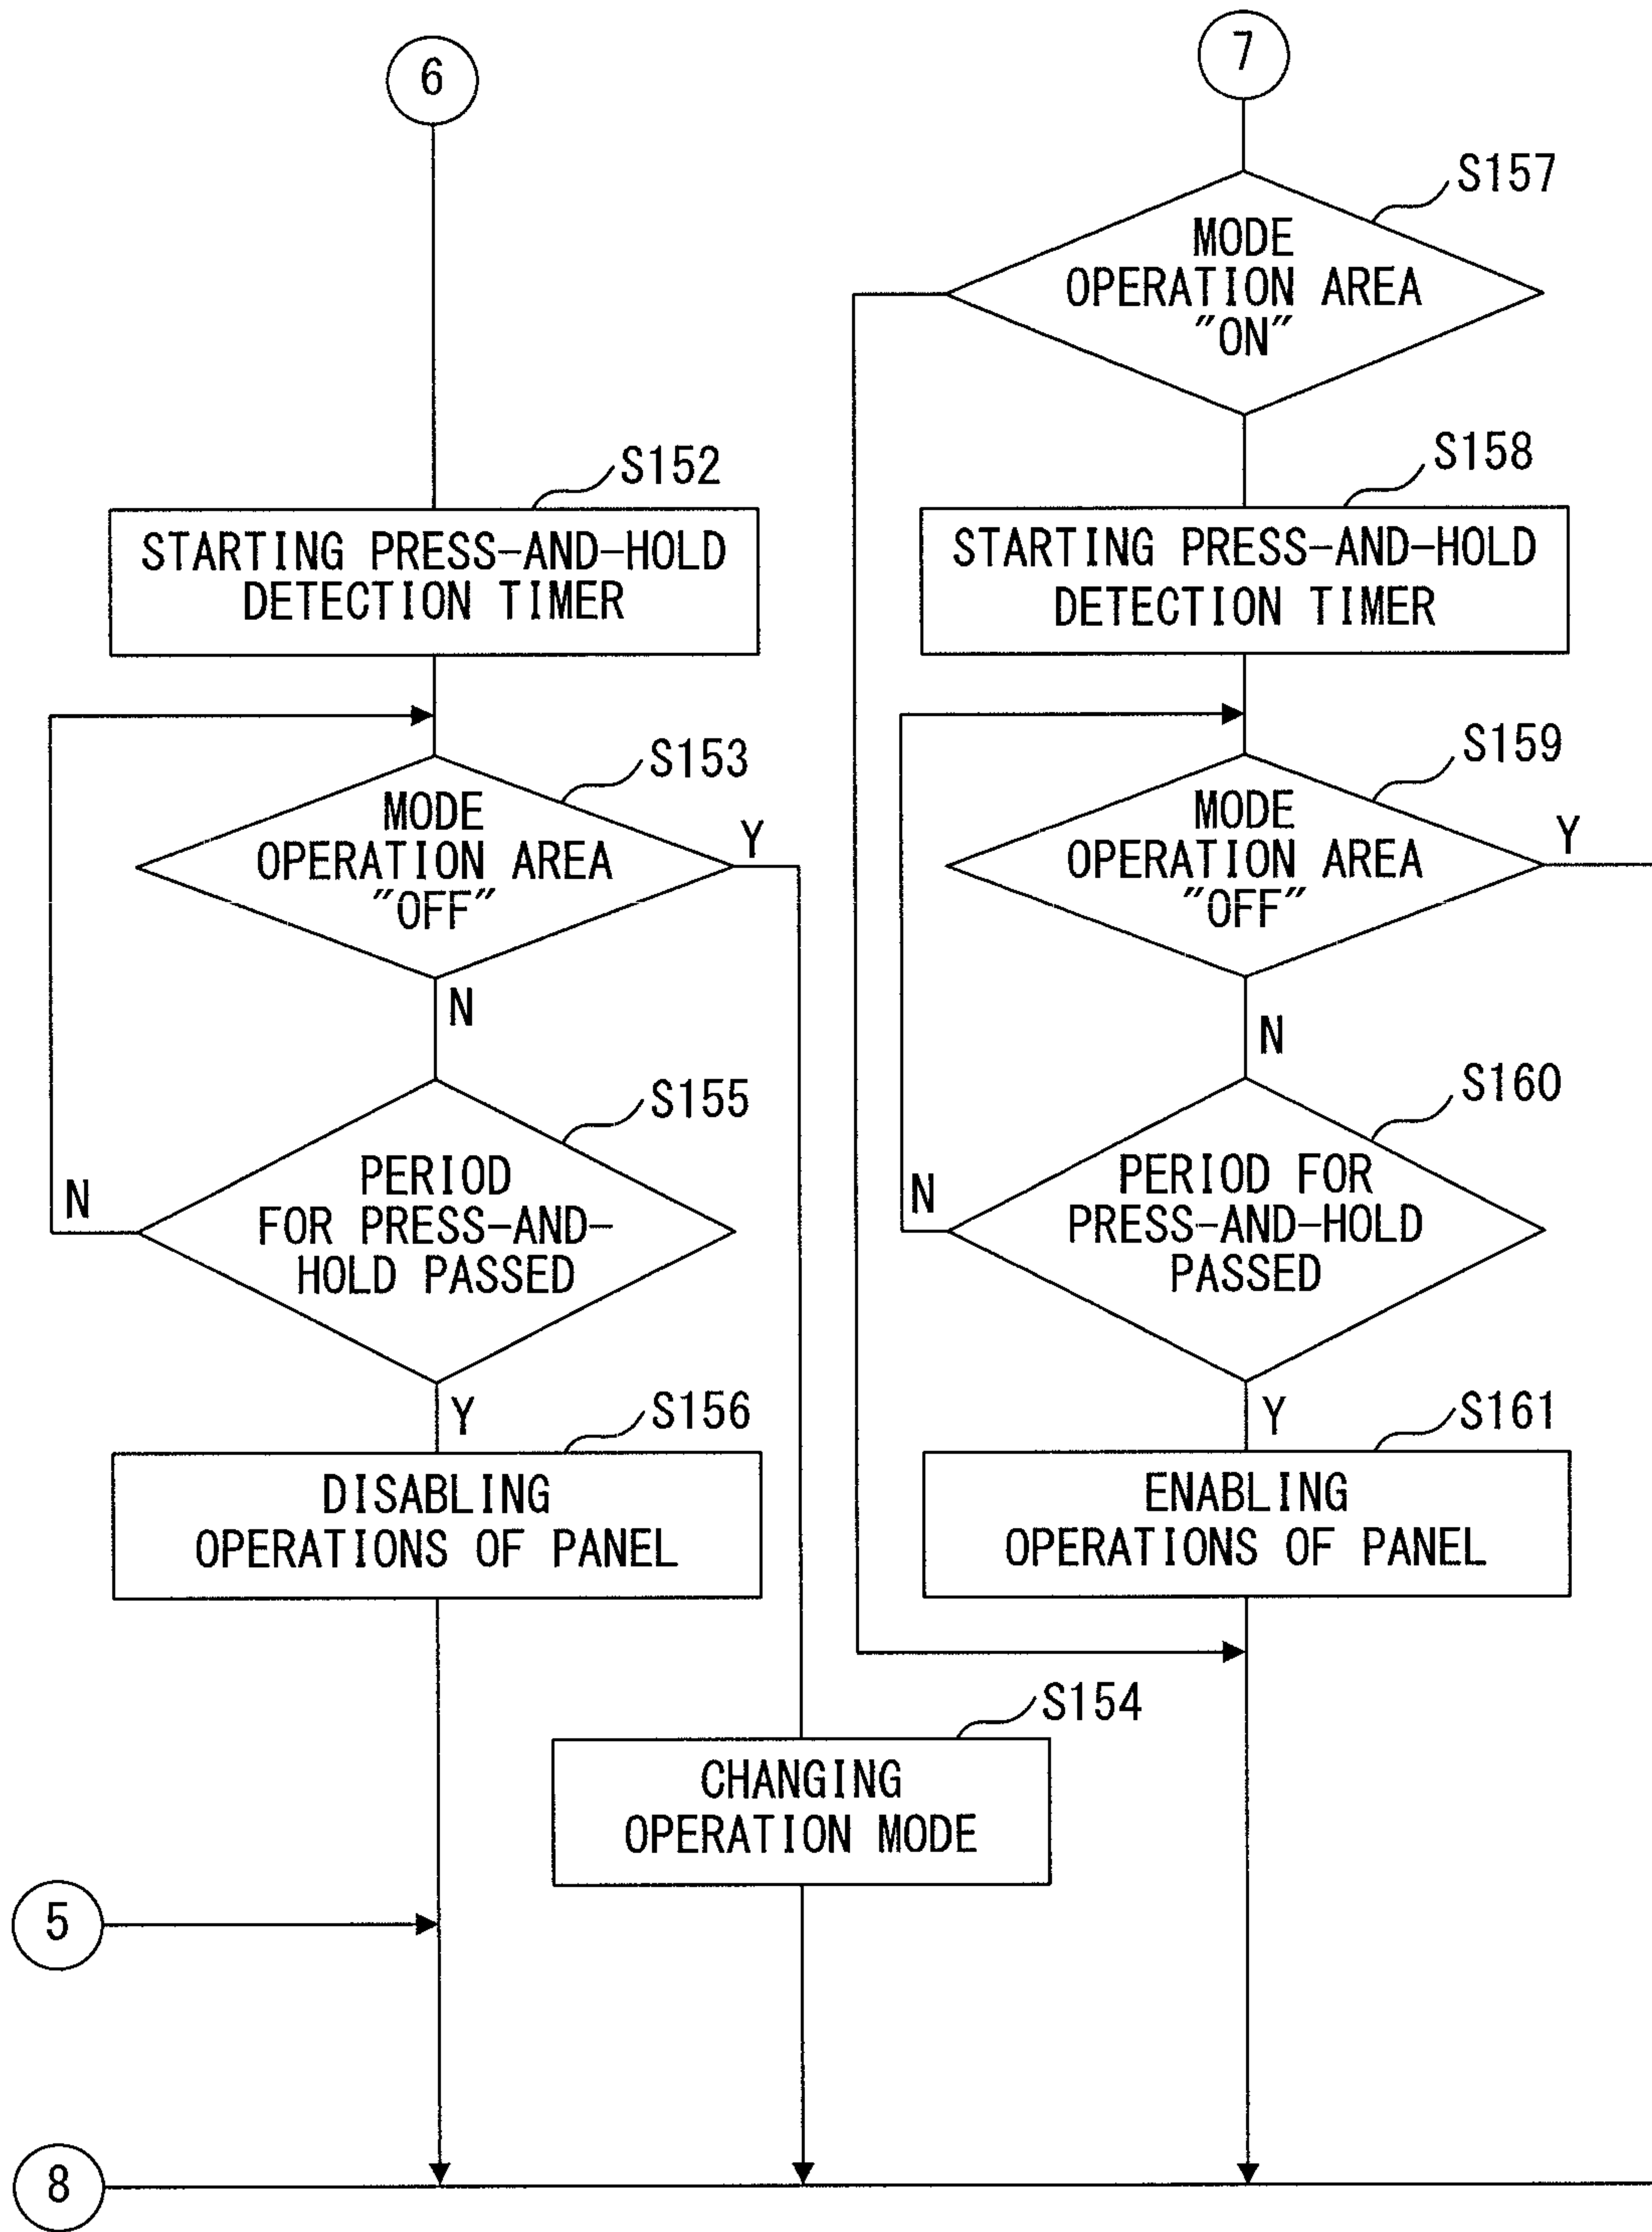 6
S152
STARTING PRESS-AND-HOLD
DETECTION TIMER
S153
MODE
OPERATION AREA
"OFF"
Y
N
S155
PERIOD
FOR PRESS-AND-
HOLD PASSED
N
Y
S156
DISABLING
OPERATIONS OF PANEL
S154
CHANGING
OPERATION MODE
5
8
7
S157
MODE
OPERATION AREA
"ON"
S158
STARTING PRESS-AND-HOLD
DETECTION TIMER
S159
MODE
OPERATION AREA
"OFF"
Y
N
S160
PERIOD FOR
PRESS-AND-HOLD
PASSED
N
Y
S161
ENABLING
OPERATIONS OF PANEL